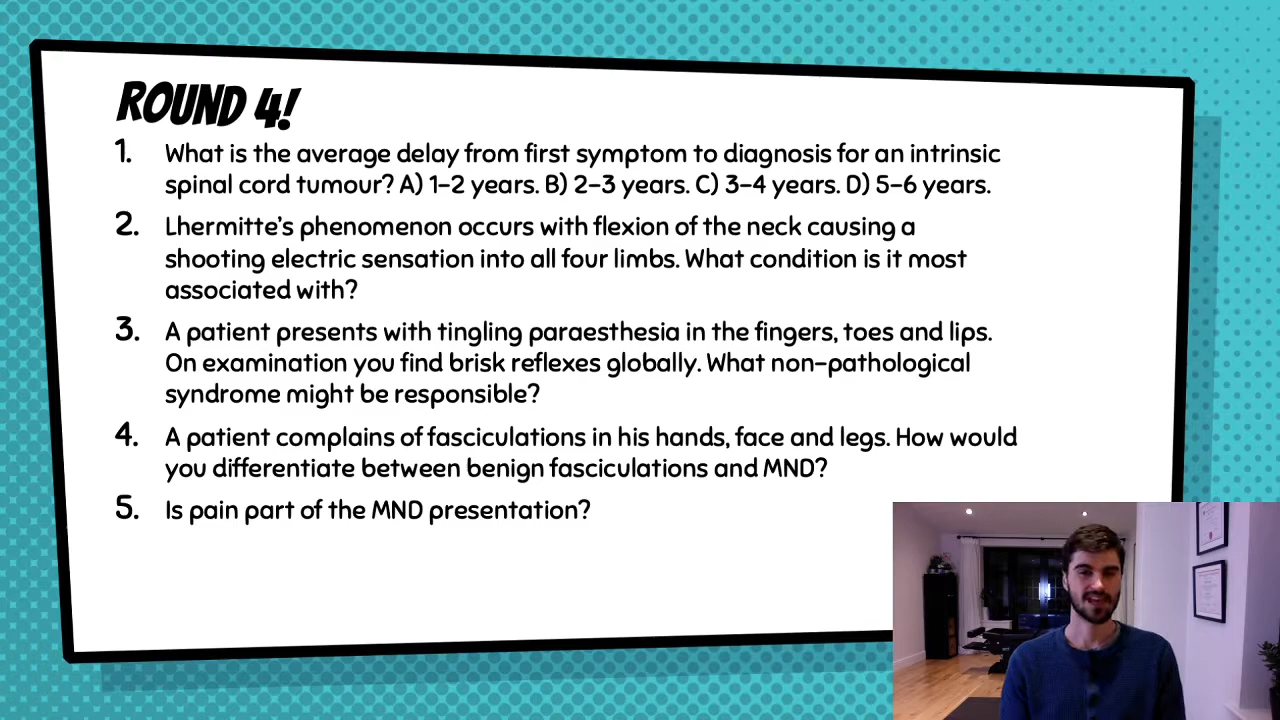 ROUND 4!
1. What is the average delay from first symptom to diagnosis for an intrinsic
spinal cord tumour? A) 1-2 years. B) 2-3 years. C) 3-4 years. D) 5-6 years.
2. Lhermitte's phenomenon occurs with flexion of the neck causing a
shooting electric sensation into all four limbs. What condition is it most
associated with?
3. A patient presents with tingling paraesthesia in the fingers, toes and lips.
On examination you find brisk reflexes globally. What non-pathological
syndrome might be responsible?
4. A patient complains of fasciculations in his hands, face and legs. How would
you differentiate between benign fasciculations and MND?
5. Is pain part of the MND presentation?